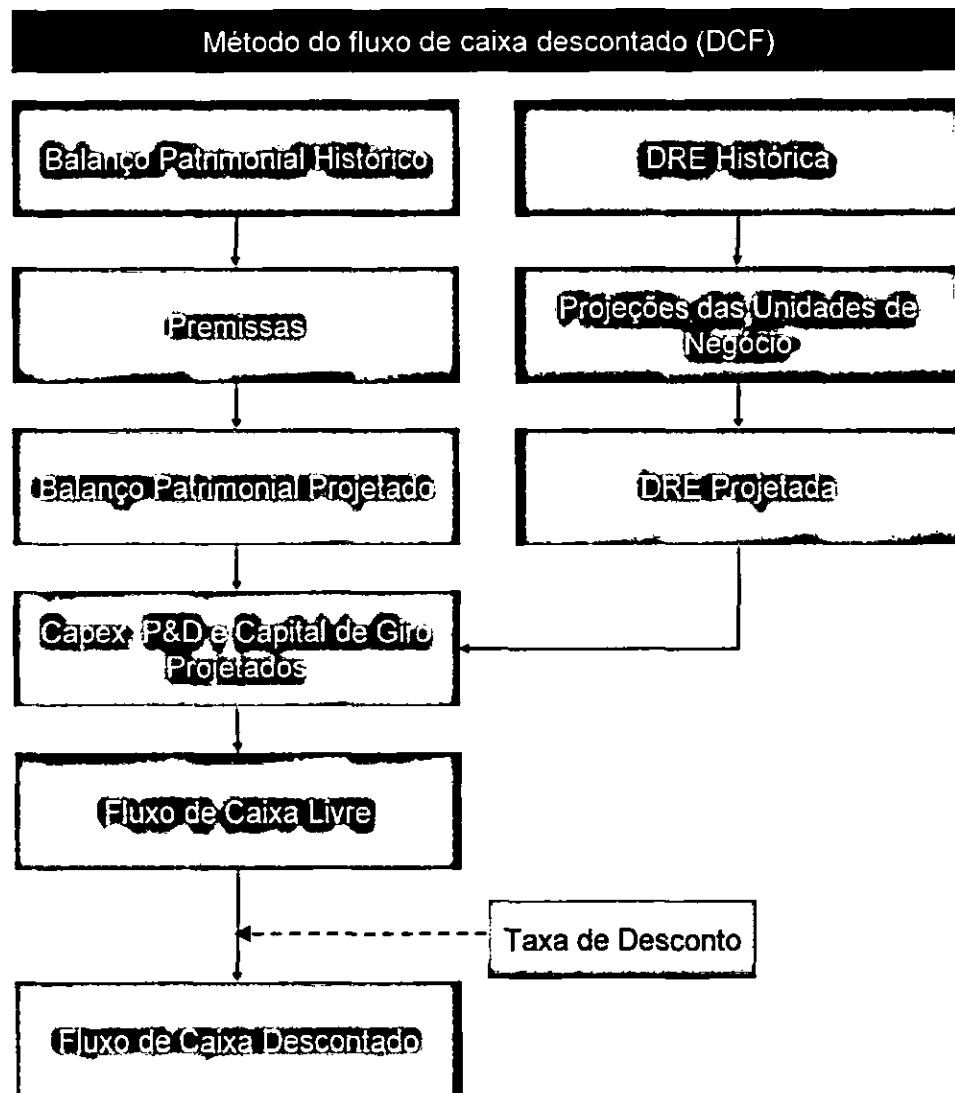 Método do fluxo de caixa descontado (DCF)
Balanço Patrimonial Histórico
DRE Histórica
Premissas
Projeções das Unidades de
Negócio
Balanço Patrimonial Projetado
DRE Projetada
Capex, P&D e Capital de Giro
Projetados
Fluxo de Caixa Livre
Taxa de Desconto
Fluxo de Caixa Descontado